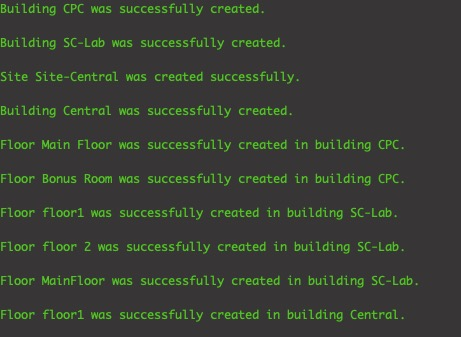 Building CPC was successfully created.
Building SC-Lab was successfully created.
Site Site-Central was created successfully.
Building Central was successfully created.
Floor Main Floor was successfully created in building CPC.
Floor Bonus Room was successfully created in building CPC.
Floor floor1 was successfully created in building SC-Lab.
Floor floor 2 was successfully created in building SC-Lab.
Floor MainFloor was successfully created in building SC-Lab.
Floor floor1 was successfully created in building Central.